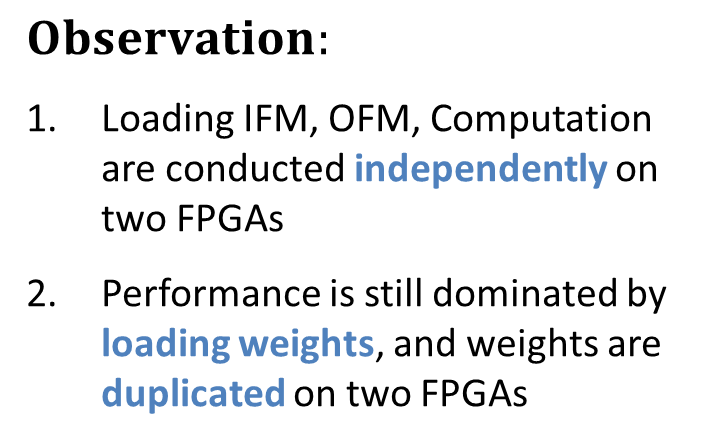 Observation:
1. Loading IFM, OFM, Computation
are conducted independently on
two FPGAs
2. Performance is still dominated by
loading weights, and weights are
duplicated on two FPGAs